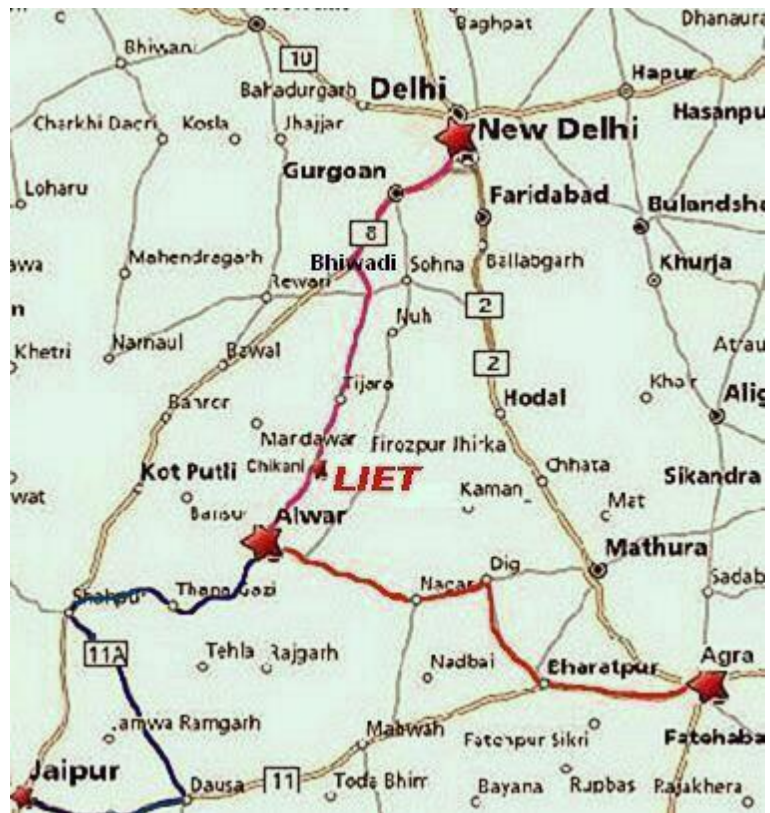 Baghpat
Dhanaura
Bhiwani
10
Hapur
Bahadurgarh
Delhi
Hasanpu
Charkhi Dadri
Kosla
Jhajjar
New Delhi
Gurgoan
Loharu
Faridabad
Bulandsha
8
awa
Mahendragarh
Bhiwadi
Sohna
Ballabgarh
Khurja
Rewari
2
n
Nuh
Khetri
Narnaul
Bawal
2
Atrau
Tijara
Khair
Alig
Behror
Hodal
Mandawar
Firozpur Jhirka
Kot Putli
Chikani
LIET
Chhata
Sikandra
wat
Bansur
Kaman
Mat
Alwar
Mathura
Dig
Shahpur
Thana Gazi
Nagar
Sadab
11A
Tehla
Rajgarh
Nadbai
Bharatpur
Agra
Jamwa Ramgarh
Mahwah
Fatehpur Sikri
Fatehaba
Jaipur
Dausa
11
Toda Bhim
Bayana
Rupbas
Rajakhera